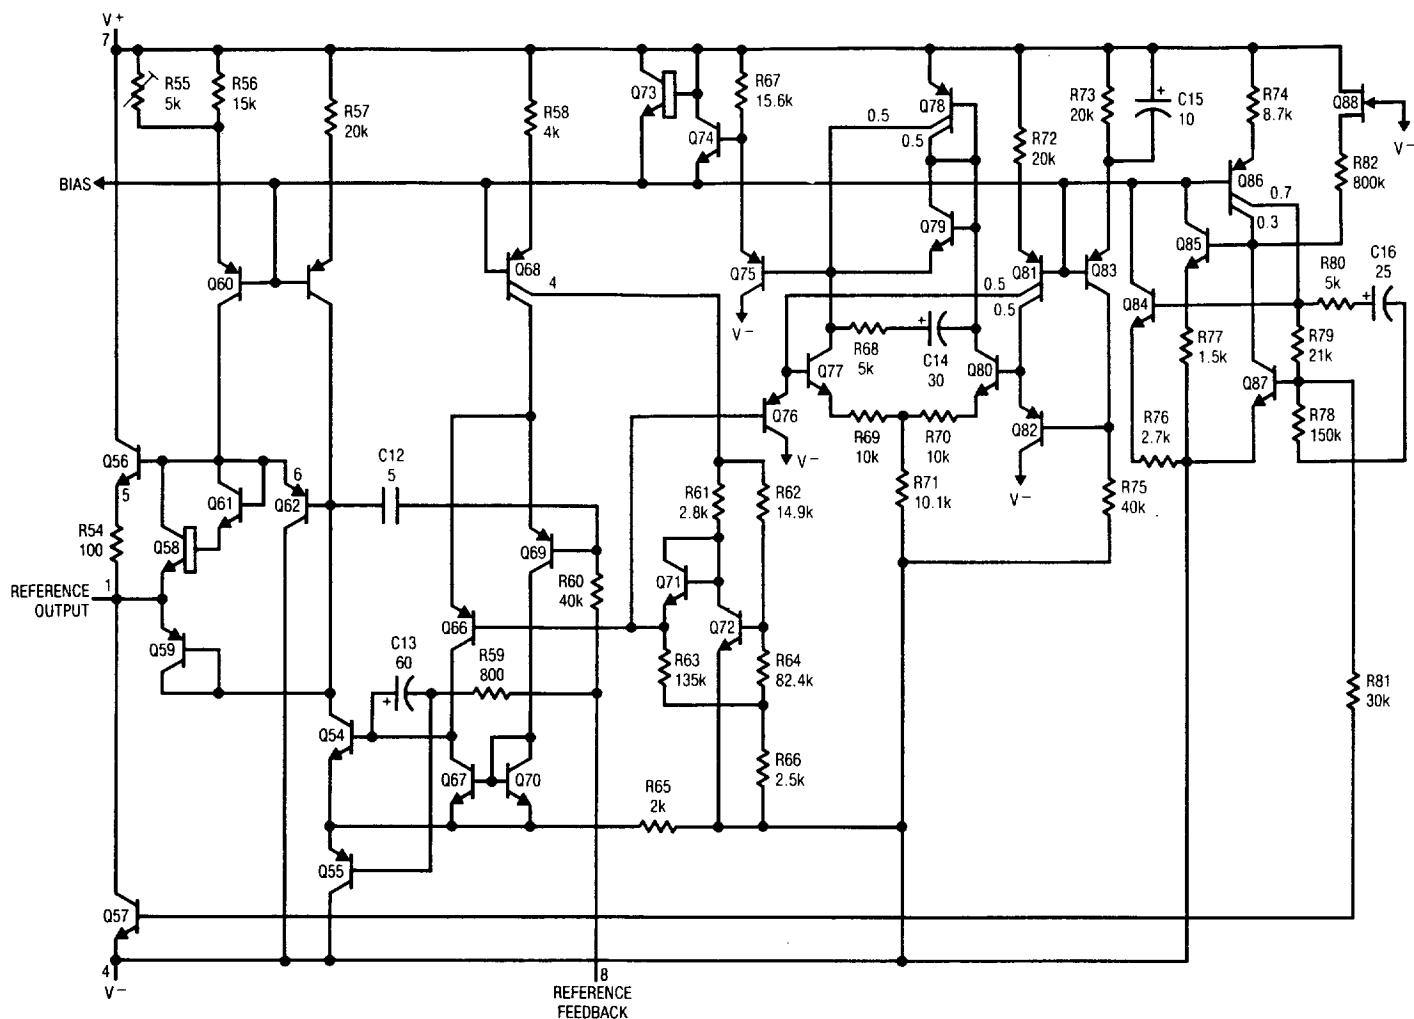 V+
7
R55
5k
R56
15k
R57
20k
R58
4k
Q73
Q74
R67
15.6k
0.5
Q78
0.5
R72
20k
R73
20k
+
C15
10
R74
8.7k
Q88
V−
R82
800k
BIAS
Q86
0.7
0.3
Q60
Q68
4
Q75
V−
Q79
Q81
0.5
0.5
Q83
Q85
Q84
R80
5k
+
C16
25
R68
5k
+
C14
30
Q77
Q80
R77
1.5k
R79
21k
Q87
Q76
V−
R69
10k
R70
10k
Q82
V−
R76
2.7k
R78
150k
Q56
5
Q61
6
Q62
C12
5
R61
2.8k
R62
14.9k
R71
10.1k
R75
40k
R54
100
Q58
Q69
R60
40k
Q71
REFERENCE
OUTPUT
1
Q59
Q66
Q72
C13
60
+
R59
800
R63
135k
R64
82.4k
R81
30k
Q54
Q67
Q70
R65
2k
R66
2.5k
Q55
Q57
4
V−
8
REFERENCE
FEEDBACK